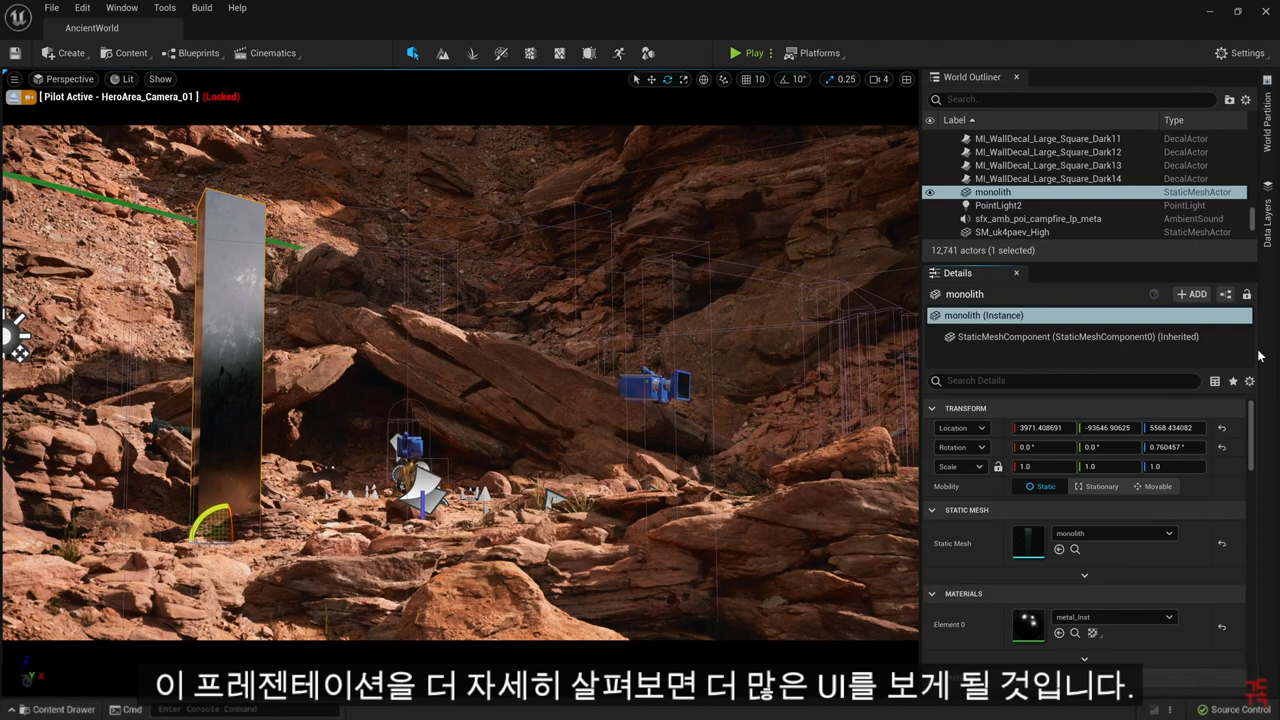 File Edit Window Tools Build Help
AncientWorld
Create Content Blueprints Cinematics Play Platforms Settings
Perspective Lit Show 10 10° 0.25 4
[ Pilot Active - HeroArea_Camera_01 ] (Locked)
World Outliner
Search...
Label Type
MI_WallDecal_Large_Square_Dark11 DecalActor
MI_WallDecal_Large_Square_Dark12 DecalActor
MI_WallDecal_Large_Square_Dark13 DecalActor
MI_WallDecal_Large_Square_Dark14 DecalActor
monolith StaticMeshActor
PointLight2 PointLight
sfx_amb_poi_campfire_lp_meta AmbientSound
SM_uk4paev_High StaticMeshActor
12,741 actors (1 selected)
World Partition
Data Layers
Details
monolith + ADD
monolith (Instance)
StaticMeshComponent (StaticMeshComponent0) (Inherited)
Search Details
TRANSFORM
Location 3971.408691 -93646.90625 5568.434082
Rotation 0.0° 0.0° 0.760457°
Scale 1.0 1.0 1.0
Mobility Static Stationary Movable
STATIC MESH
Static Mesh monolith
MATERIALS
Element 0 metal_Inst
이 프레젠테이션을 더 자세히 살펴보면 더 많은 UI를 보게 될 것입니다.
Content Drawer Cmd Enter Console Command Source Control